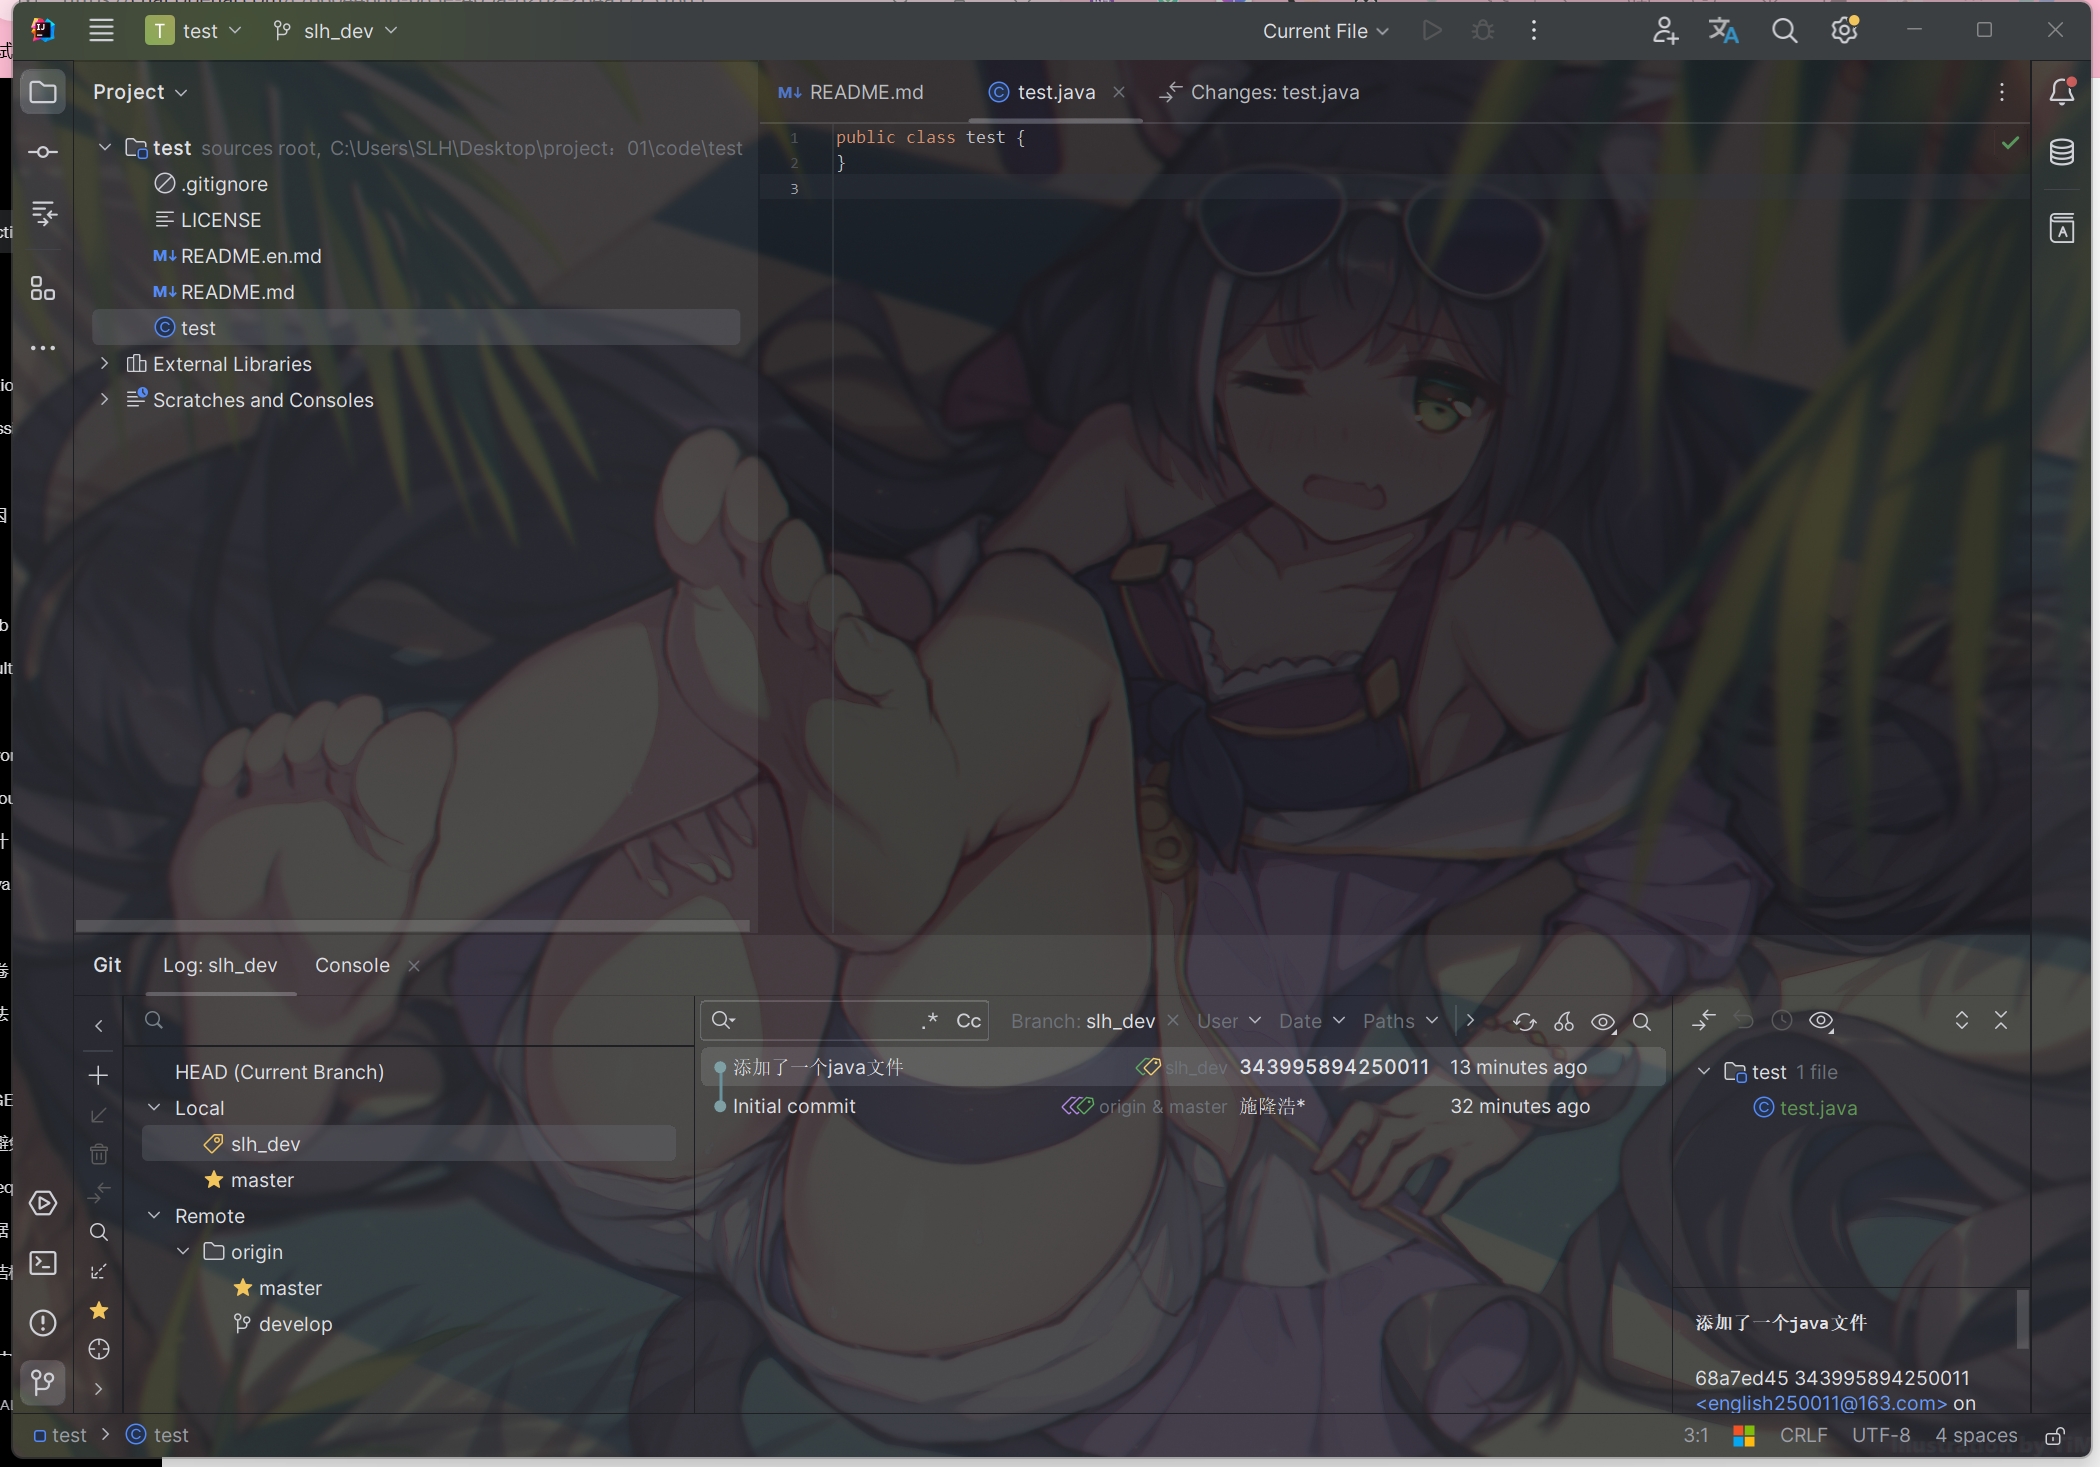 T test slh_dev Current File
Project
test sources root, C:\Users\SLH\Desktop\project：01\code\test
.gitignore
LICENSE
README.en.md
README.md
test
External Libraries
Scratches and Consoles
README.md test.java Changes: test.java
1 public class test {
2 }
3
Git Log: slh_dev Console
HEAD (Current Branch)
Local
slh_dev
master
Remote
origin
master
develop
.* Cc Branch: slh_dev User Date Paths
添加了一个java文件 slh_dev 343995894250011 13 minutes ago
Initial commit origin & master 施隆浩* 32 minutes ago
test 1 file
test.java
添加了一个java文件
68a7ed45 343995894250011
<english250011@163.com> on
test > test 3:1 CRLF UTF-8 4 spaces